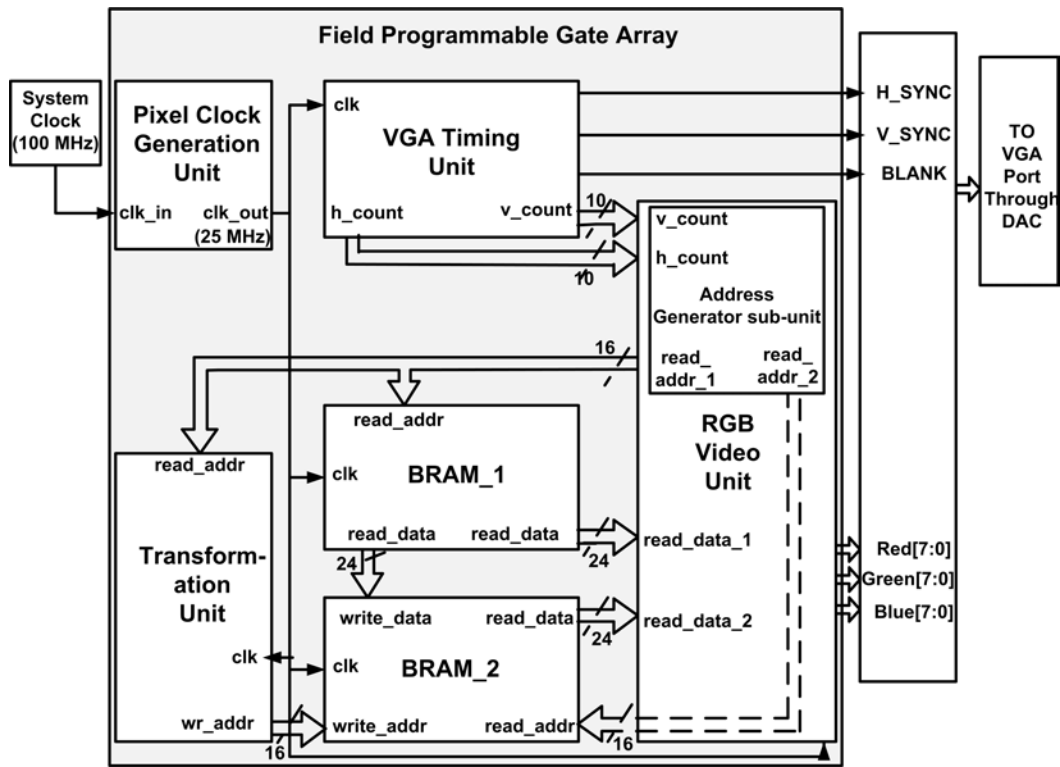 Field Programmable Gate Array
System
Clock
(100 MHz)
Pixel Clock
Generation
Unit
clk_in
clk_out
(25 MHz)
clk
VGA Timing
Unit
h_count
v_count
10
10
H_SYNC
V_SYNC
BLANK
TO
VGA
Port
Through
DAC
v_count
h_count
Address
Generator sub-unit
read_
addr_1
read_
addr_2
16
RGB
Video
Unit
read_data_1
read_data_2
read_addr
BRAM_1
clk
read_data
read_data
24
24
read_addr
Transform-
ation
Unit
clk
wr_addr
16
write_data
read_data
24
clk
BRAM_2
write_addr
read_addr
16
Red[7:0]
Green[7:0]
Blue[7:0]